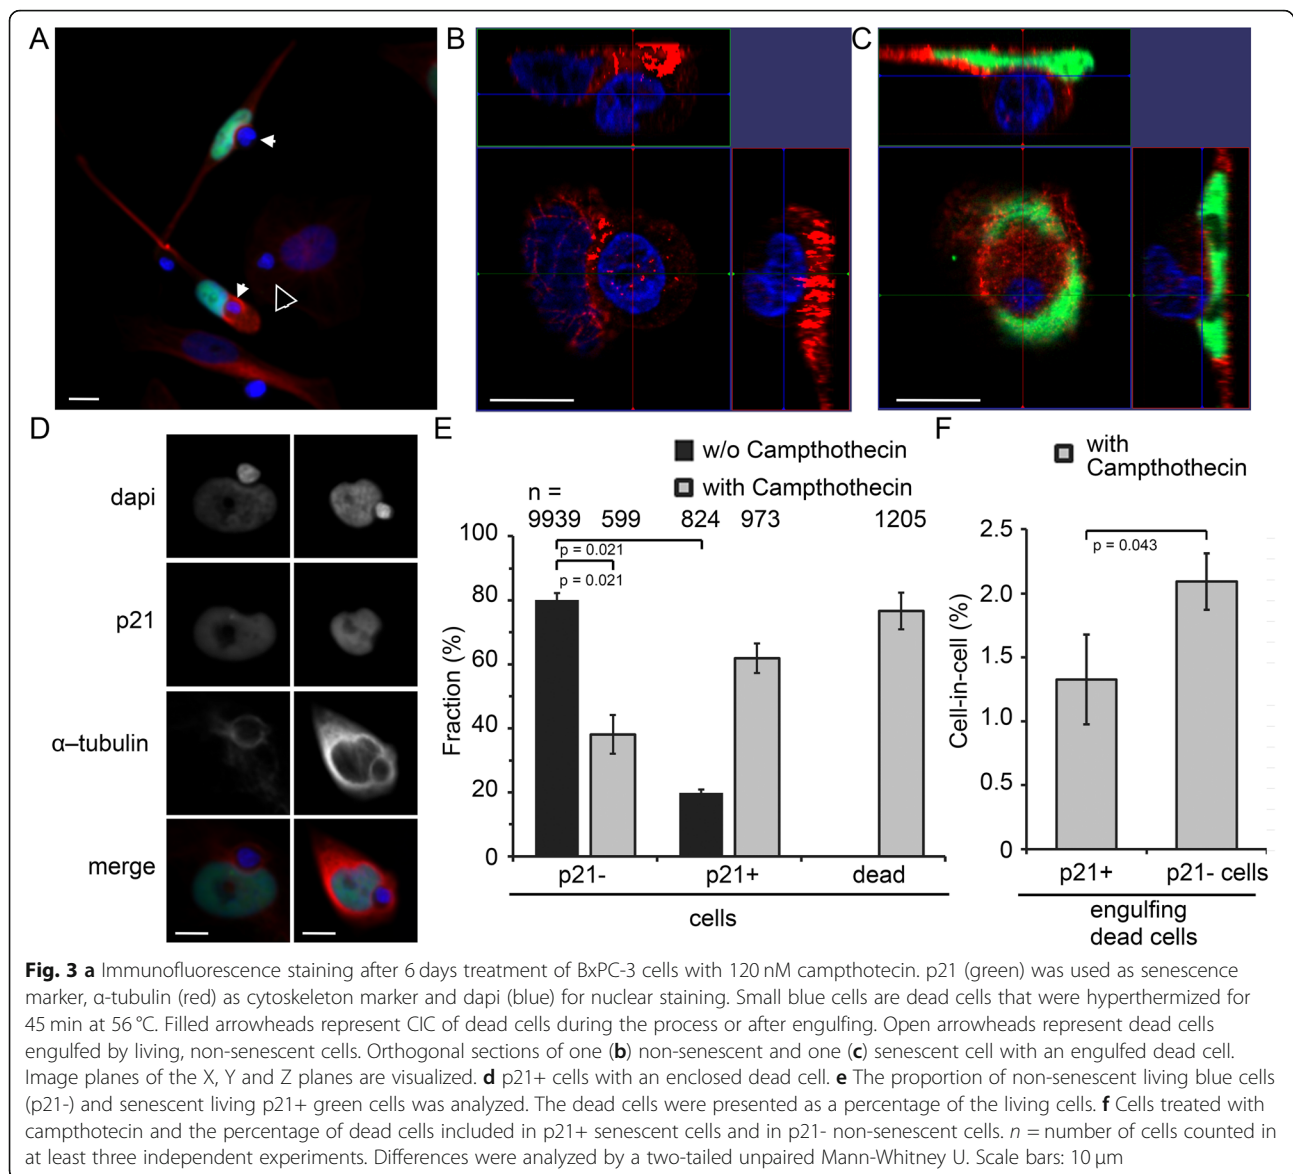 A
B
C
D
dapi
p21
α–tubulin
merge
E
w/o Campthothecin
with Campthothecin
n =
9939 599 824 973 1205
p = 0.021
p = 0.021
Fraction (%)
100
80
60
40
20
0
p21- p21+ dead
cells
F
with
Campthothecin
p = 0.043
Cell-in-cell (%)
2.5
2.0
1.5
1.0
0.5
0
p21+ p21- cells
engulfing
dead cells
Fig. 3 a Immunofluorescence staining after 6 days treatment of BxPC-3 cells with 120 nM campthotecin. p21 (green) was used as senescence
marker, α-tubulin (red) as cytoskeleton marker and dapi (blue) for nuclear staining. Small blue cells are dead cells that were hyperthermized for
45 min at 56 °C. Filled arrowheads represent CIC of dead cells during the process or after engulfing. Open arrowheads represent dead cells
engulfed by living, non-senescent cells. Orthogonal sections of one (b) non-senescent and one (c) senescent cell with an engulfed dead cell.
Image planes of the X, Y and Z planes are visualized. d p21+ cells with an enclosed dead cell. e The proportion of non-senescent living blue cells
(p21-) and senescent living p21+ green cells was analyzed. The dead cells were presented as a percentage of the living cells. f Cells treated with
campthotecin and the percentage of dead cells included in p21+ senescent cells and in p21- non-senescent cells. n = number of cells counted in
at least three independent experiments. Differences were analyzed by a two-tailed unpaired Mann-Whitney U. Scale bars: 10 μm